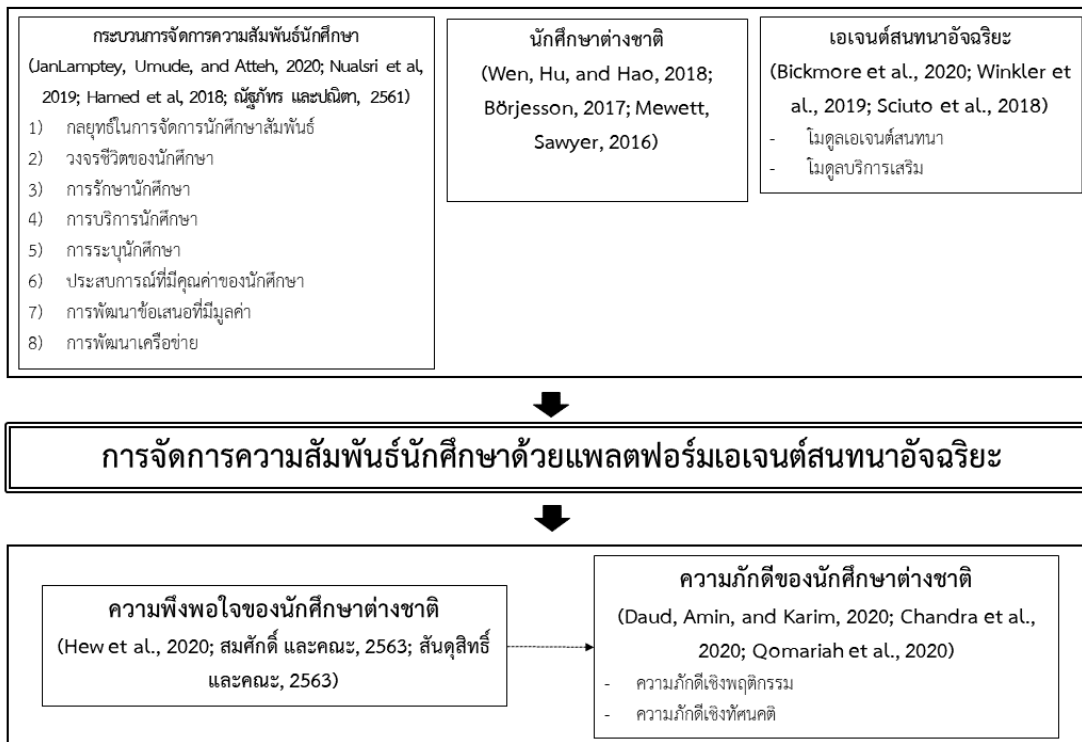 กระบวนการจัดการความสัมพันธ์นักศึกษา
(JanLamptey, Umude, and Atteh, 2020; Nualsri et al,
2019; Hamed et al, 2018; ณัฐภัทร และปณิตา, 2561)
1) กลยุทธ์ในการจัดการนักศึกษาสัมพันธ์
2) วงจรชีวิตของนักศึกษา
3) การรักษานักศึกษา
4) การบริการนักศึกษา
5) การระบุนักศึกษา
6) ประสบการณ์ที่มีคุณค่าของนักศึกษา
7) การพัฒนาข้อเสนอที่มีมูลค่า
8) การพัฒนาเครือข่าย
นักศึกษาต่างชาติ
(Wen, Hu, and Hao, 2018;
Börjesson, 2017; Mewett,
Sawyer, 2016)
เอเจนต์สนทนาอัจฉริยะ
(Bickmore et al., 2020; Winkler et
al., 2019; Sciuto et al., 2018)
- โมดูลเอเจนต์สนทนา
- โมดูลบริการเสริม
การจัดการความสัมพันธ์นักศึกษาด้วยแพลตฟอร์มเอเจนต์สนทนาอัจฉริยะ
ความพึงพอใจของนักศึกษาต่างชาติ
(Hew et al., 2020; สมศักดิ์ และคณะ, 2563; สันดุสิทธิ์
และคณะ, 2563)
ความภักดีของนักศึกษาต่างชาติ
(Daud, Amin, and Karim, 2020; Chandra et al.,
2020; Qomariah et al., 2020)
- ความภักดีเชิงพฤติกรรม
- ความภักดีเชิงทัศนคติ